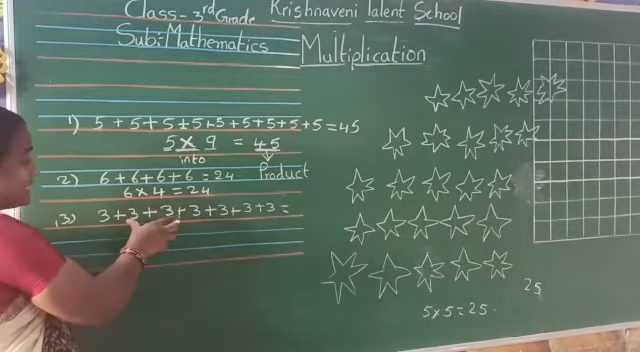 Class-3rd Grade Krishnaveni Talent School
Sub:-Mathematics Multiplication
1) 5+5+5+5+5+5+5+5+5=45
5 × 9 = 45
into
Product
2) 6+6+6+6=24
6×4=24
3) 3+3+3+3+3+3+3=
25
5×5=25.